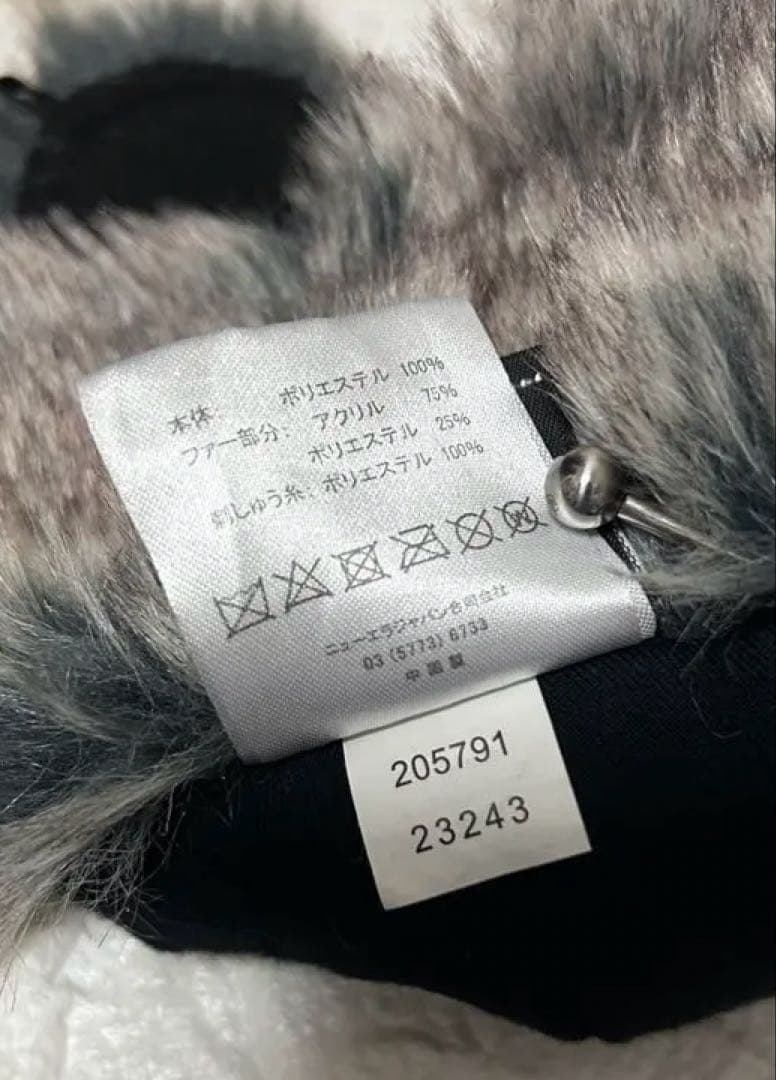 本体: ポリエステル 100%
ファー部分: アクリル 75%
ポリエステル 25%
刺しゅう糸: ポリエステル 100%
ニューエラジャパン合同会社
03 (5773) 6733
中国製
205791
23243